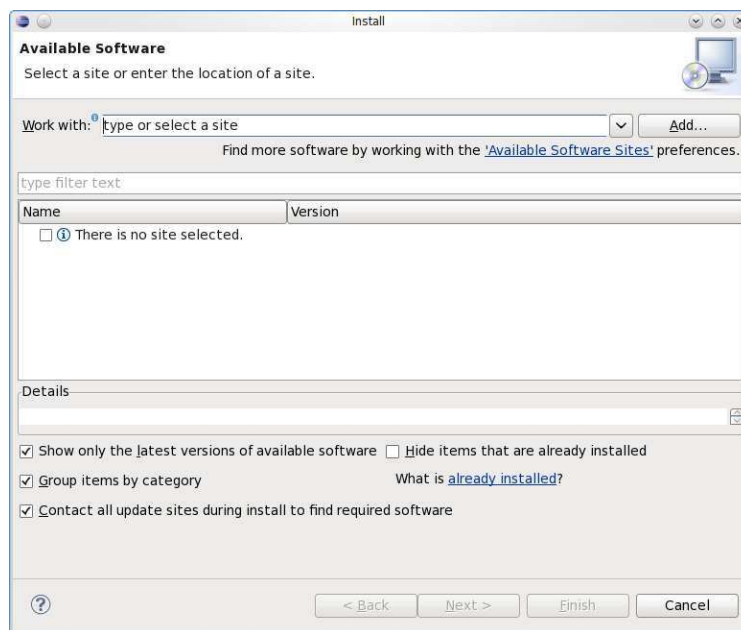 Install
Available Software
Select a site or enter the location of a site.
Work with: type or select a site Add...
Find more software by working with the 'Available Software Sites' preferences.
type filter text
Name Version
There is no site selected.
Details
Show only the latest versions of available software Hide items that are already installed
Group items by category What is already installed?
Contact all update sites during install to find required software
? < Back Next > Finish Cancel